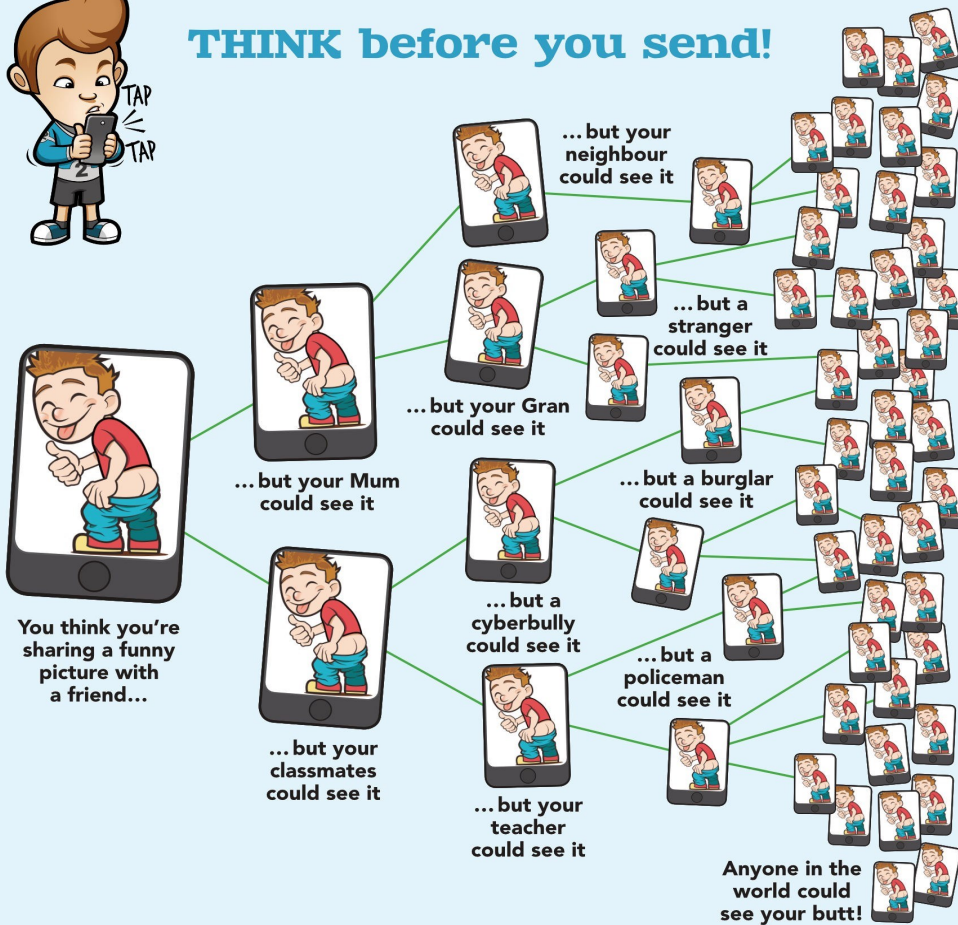 THINK before you send!
TAP
TAP
2
... but your
neighbour
could see it
... but a
stranger
could see it
... but your Gran
could see it
... but your Mum
could see it
... but a burglar
could see it
... but a
cyberbully
could see it
You think you're
sharing a funny
picture with
a friend...
... but a
policeman
could see it
... but your
classmates
could see it
... but your
teacher
could see it
Anyone in the
world could
see your butt!